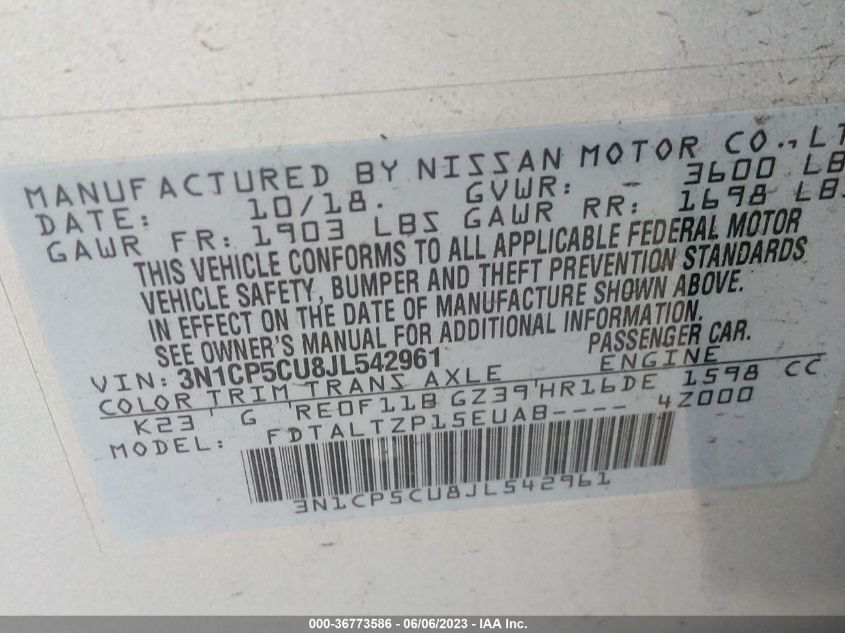 MANUFACTURED BY NISSAN MOTOR CO., LT
DATE: 10/18. GVWR: 3600 LB
GAWR FR: 1903 LBS GAWR RR: 1698 LBS
THIS VEHICLE CONFORMS TO ALL APPLICABLE FEDERAL MOTOR
VEHICLE SAFETY, BUMPER AND THEFT PREVENTION STANDARDS
IN EFFECT ON THE DATE OF MANUFACTURE SHOWN ABOVE.
SEE OWNER'S MANUAL FOR ADDITIONAL INFORMATION.
VIN: 3N1CP5CU8JL542961 PASSENGER CAR.
COLOR TRIM TRANS AXLE ENGINE
K23 G RE0F11B GZ39 HR16DE 1598 CC
MODEL: FDTALTZP15EUAB---- 4Z000
3N1CP5CU8JL542961
000-36773586 - 06/06/2023 - IAA Inc.